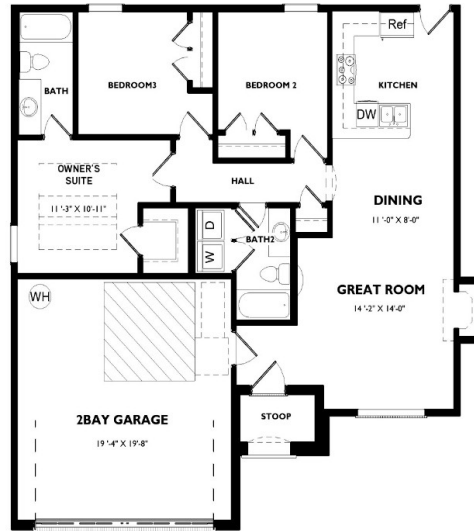 Ref
BATH
BEDROOM3
BEDROOM 2
KITCHEN
DW
OWNER'S
SUITE
11 '-3" X 10'-11"
HALL
DINING
11 '-0" X 8'-0"
D
W
BATH2
GREAT ROOM
14 '-2" X 14'-0"
WH
2BAY GARAGE
19 '-4" X 19'-8"
STOOP